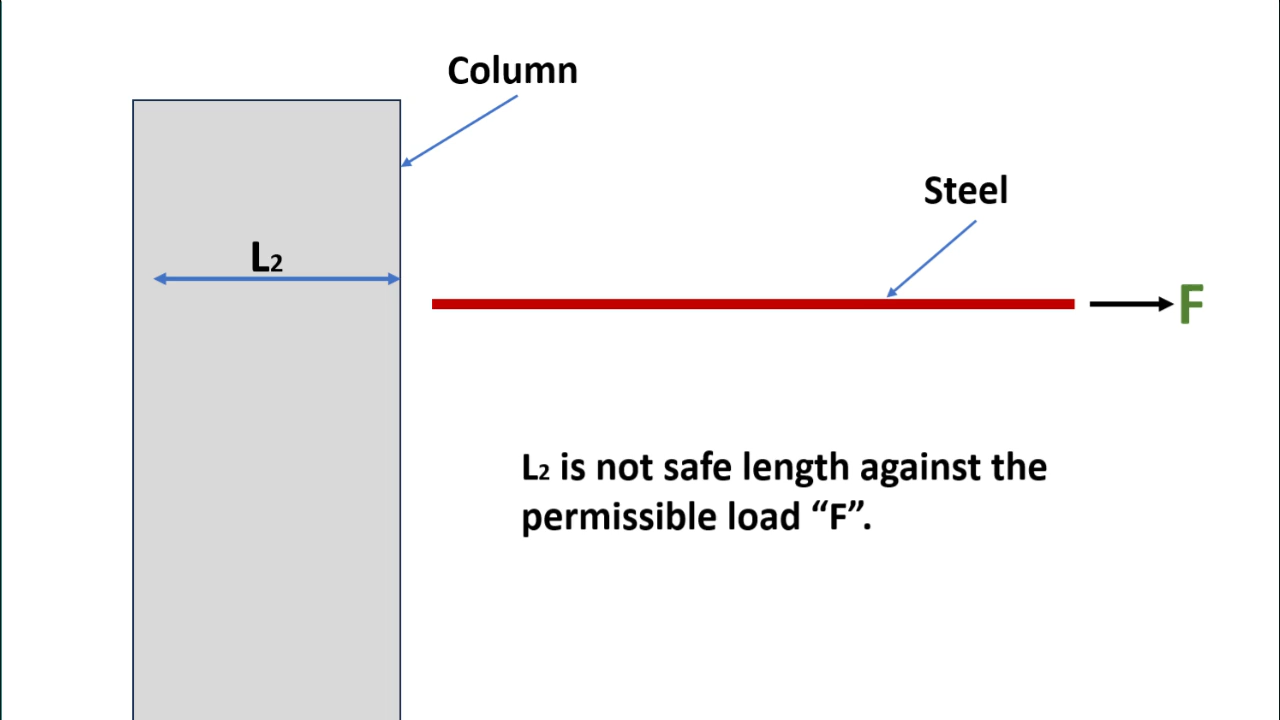 Column
Steel
L₂
F
L₂ is not safe length against the
permissible load “F”.